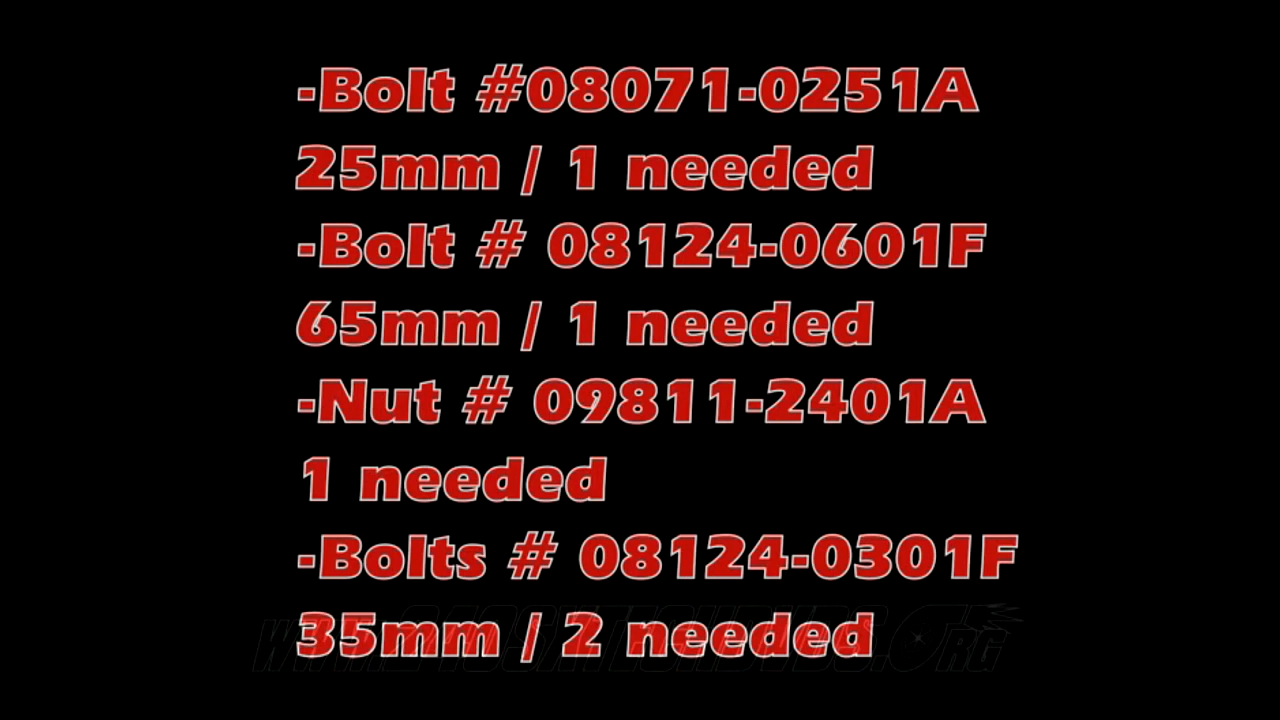 -Bolt #08071-0251A
25mm / 1 needed
-Bolt # 08124-0601F
65mm / 1 needed
-Nut # 09811-2401A
1 needed
-Bolts # 08124-0301F
35mm / 2 needed